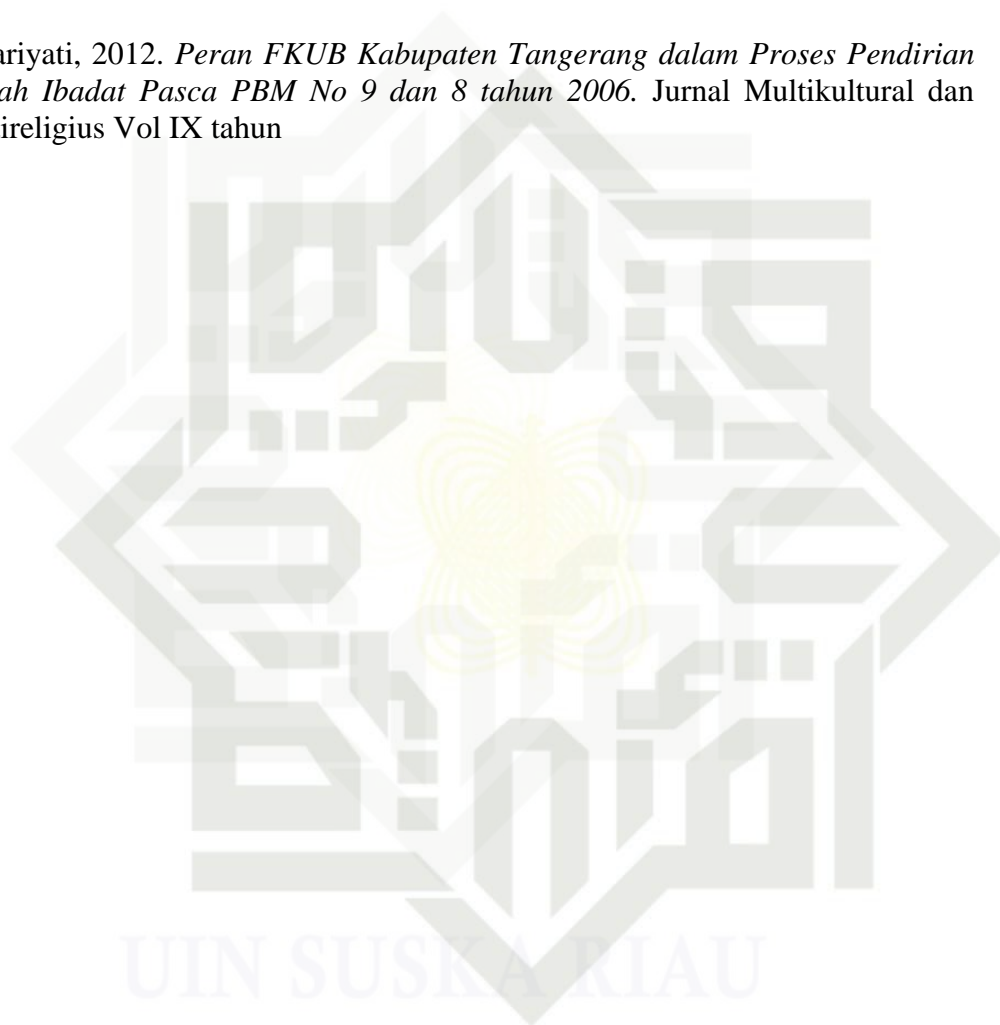 ariyati, 2012. Peran FKUB Kabupaten Tangerang dalam Proses Pendirian
ah Ibadat Pasca PBM No 9 dan 8 tahun 2006. Jurnal Multikultural dan
ireligius Vol IX tahun
UIN SUSKA RIAU